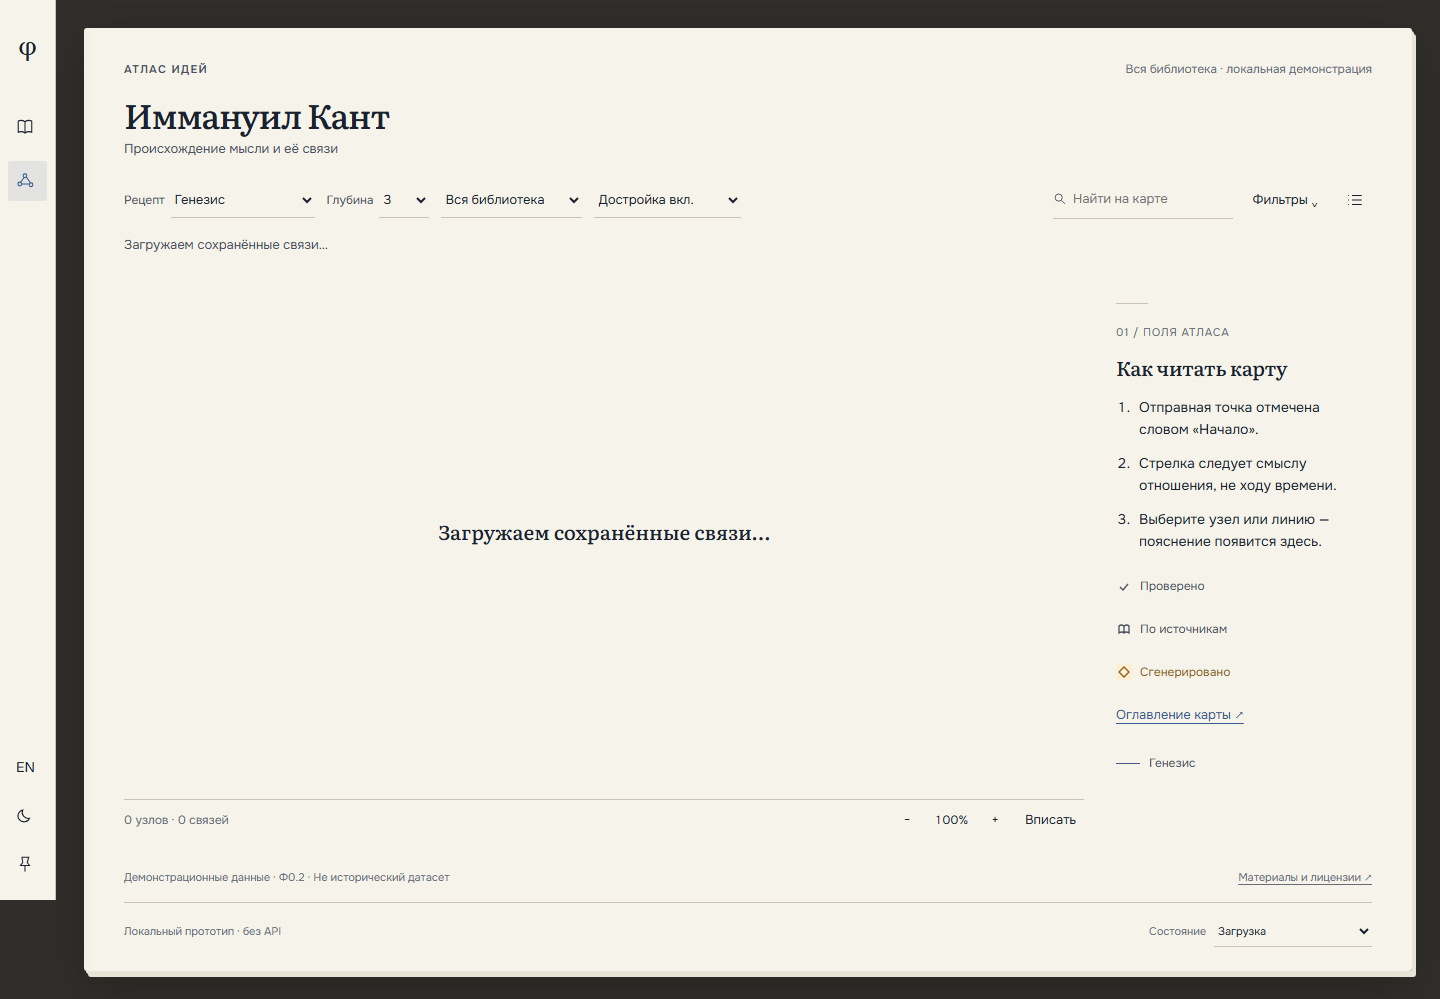 φ
EN
АТЛАС ИДЕЙ
Вся библиотека · локальная демонстрация
Иммануил Кант
Происхождение мысли и её связи
Рецепт Генезис Глубина 3 Вся библиотека Достройка вкл. Найти на карте Фильтры
Загружаем сохранённые связи…
Загружаем сохранённые связи…
01 / ПОЛЯ АТЛАСА
Как читать карту
1. Отправная точка отмечена
словом «Начало».
2. Стрелка следует смыслу
отношения, не ходу времени.
3. Выберите узел или линию —
пояснение появится здесь.
Проверено
По источникам
Сгенерировано
Оглавление карты ↗
Генезис
0 узлов · 0 связей − 100% + Вписать
Демонстрационные данные · Ф0.2 · Не исторический датасет Материалы и лицензии ↗
Локальный прототип · без API Состояние Загрузка